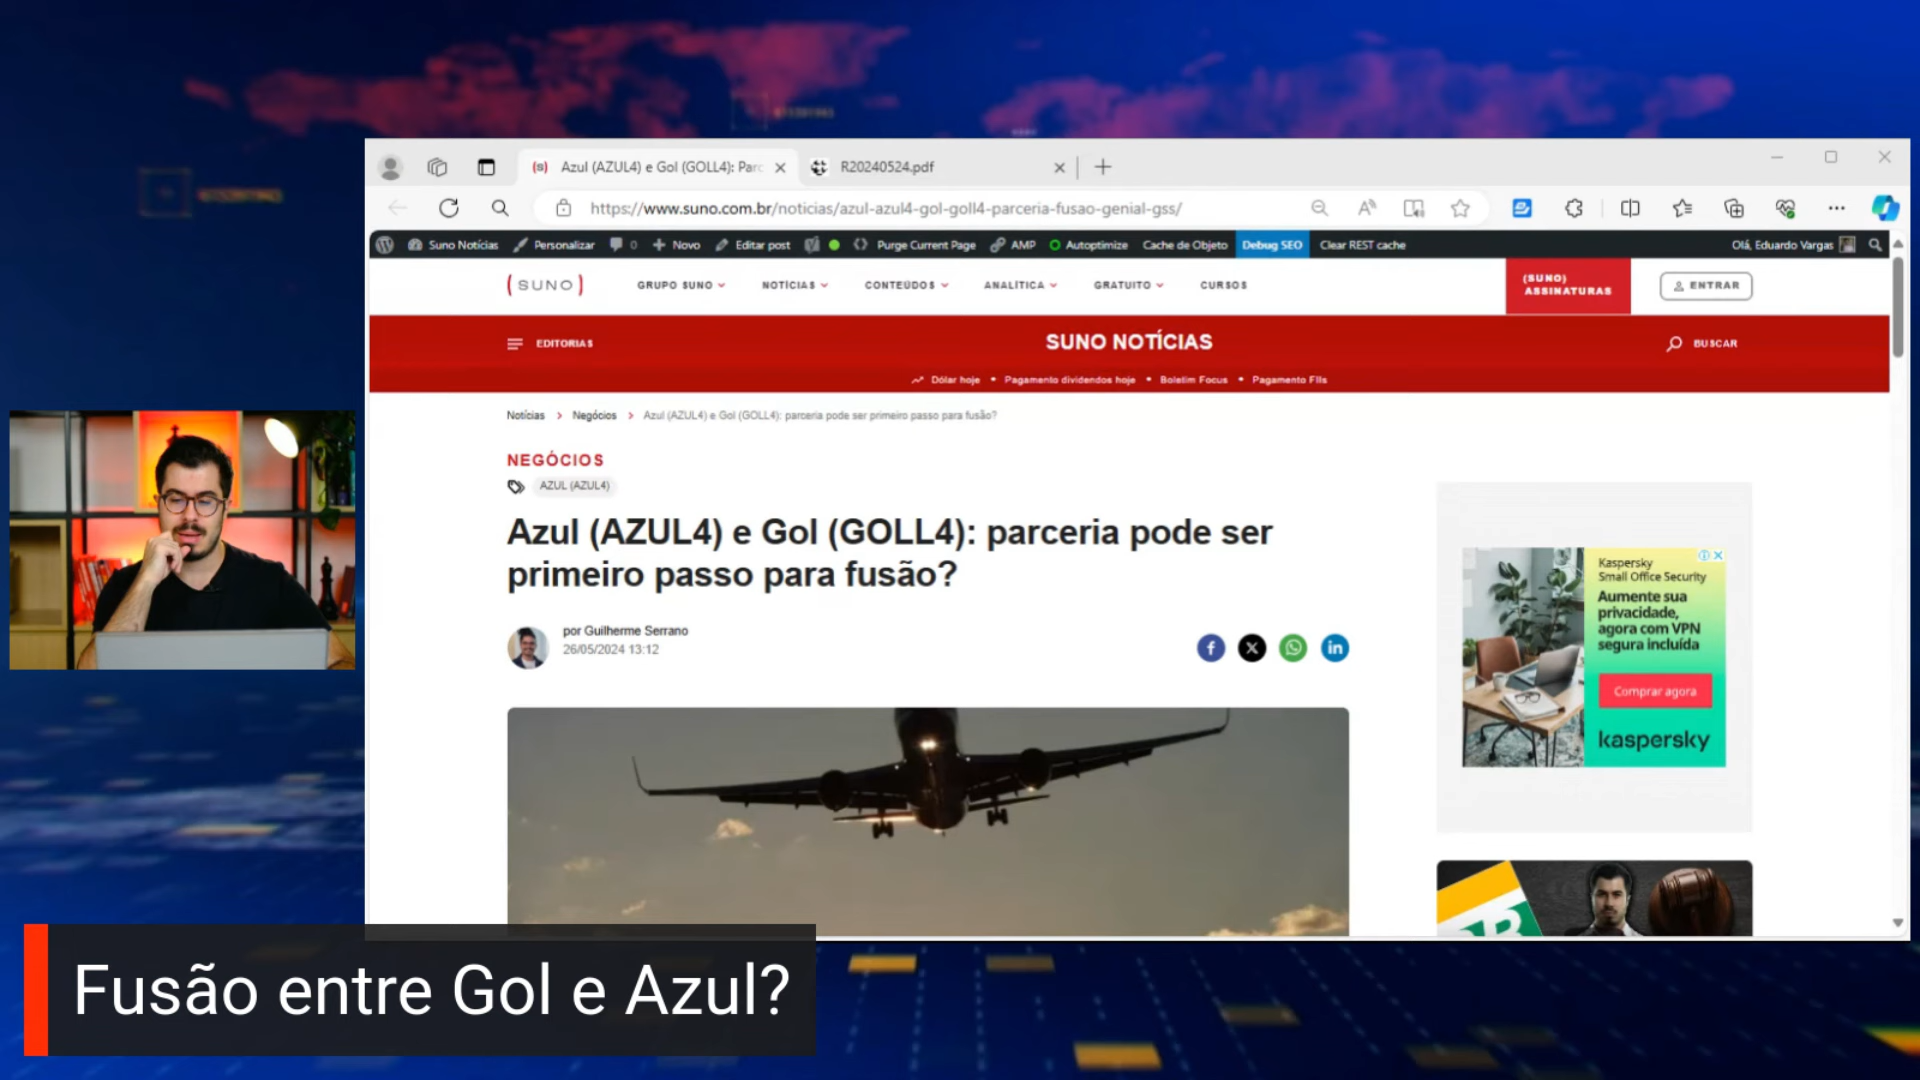 Azul (AZUL4) e Gol (GOLL4): Parc
R20240524.pdf
https://www.suno.com.br/noticias/azul-azul4-gol-goll4-parceria-fusao-genial-gss/
Suno Notícias Personalizar 0 Novo Editar post Purge Current Page AMP Autoptimize Cache de Objeto Debug SEO Clear REST cache Olá, Eduardo Vargas
(SUNO) GRUPO SUNO NOTÍCIAS CONTEÚDOS ANALÍTICA GRATUITO CURSOS
(SUNO)
ASSINATURAS
ENTRAR
EDITORIAS
SUNO NOTÍCIAS
BUSCAR
Dólar hoje • Pagamento dividendos hoje • Boletim Focus • Pagamento FIIs
Notícias > Negócios > Azul (AZUL4) e Gol (GOLL4): parceria pode ser primeiro passo para fusão?
NEGÓCIOS
AZUL (AZUL4)
Azul (AZUL4) e Gol (GOLL4): parceria pode ser
primeiro passo para fusão?
por Guilherme Serrano
26/05/2024 13:12
Kaspersky
Small Office Security
Aumente sua
privacidade,
agora com VPN
segura incluída
Comprar agora
kaspersky
Fusão entre Gol e Azul?